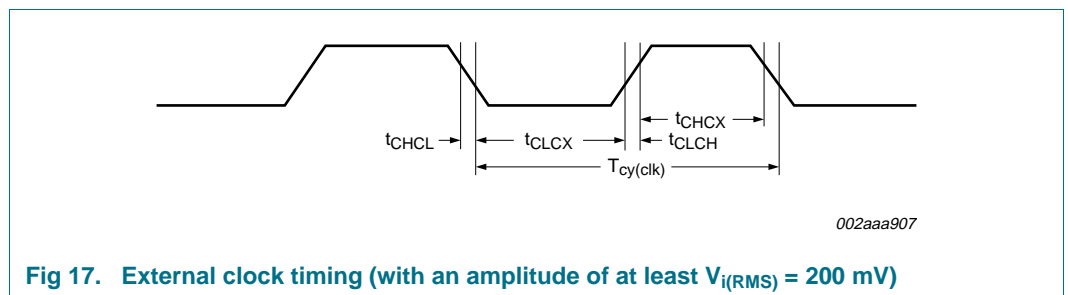 tCHCX
tCHCL tCLCX tCLCH
Tcy(clk)
002aaa907
Fig 17. External clock timing (with an amplitude of at least Vi(RMS) = 200 mV)